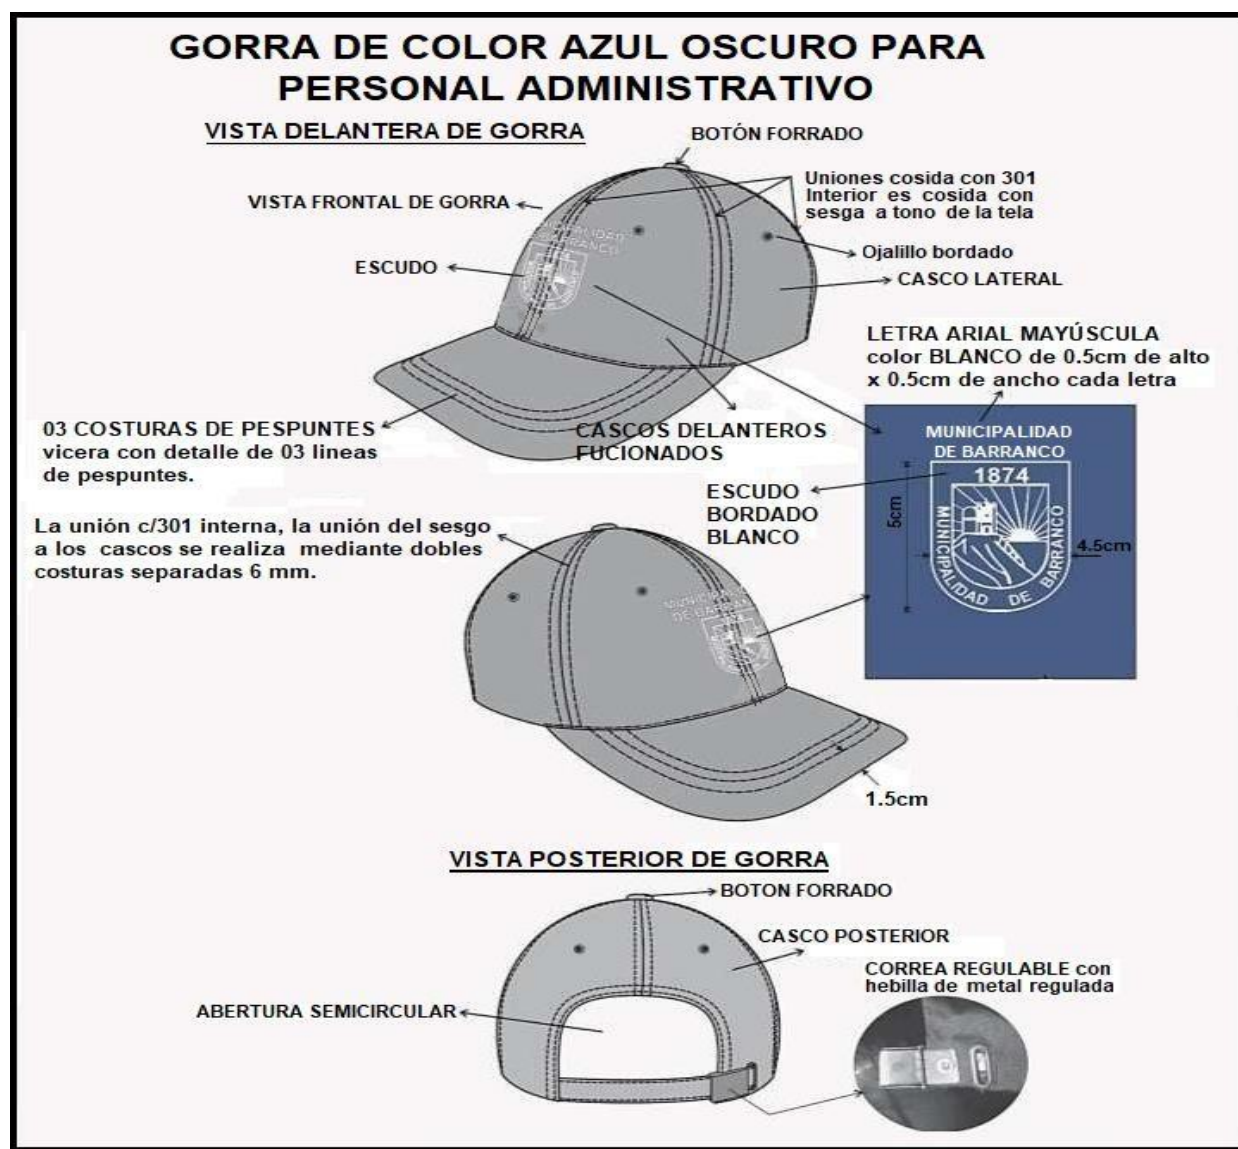 GORRA DE COLOR AZUL OSCURO PARA
PERSONAL ADMINISTRATIVO
VISTA DELANTERA DE GORRA
BOTÓN FORRADO
Uniones cosida con 301
Interior es cosida con
sesga a tono de la tela
VISTA FRONTAL DE GORRA
Ojalillo bordado
ESCUDO
CASCO LATERAL
LETRA ARIAL MAYÚSCULA
color BLANCO de 0.5cm de alto
x 0.5cm de ancho cada letra
03 COSTURAS DE PESPUNTES
vicera con detalle de 03 lineas
de pespuntes.
CASCOS DELANTEROS
FUCIONADOS
MUNICIPALIDAD
DE BARRANCO
1874
MUNICIPALIDAD DE BARRANCO
5cm
4.5cm
ESCUDO
BORDADO
BLANCO
La unión c/301 interna, la unión del sesgo
a los cascos se realiza mediante dobles
costuras separadas 6 mm.
1.5cm
VISTA POSTERIOR DE GORRA
BOTON FORRADO
CASCO POSTERIOR
CORREA REGULABLE con
hebilla de metal regulada
ABERTURA SEMICIRCULAR